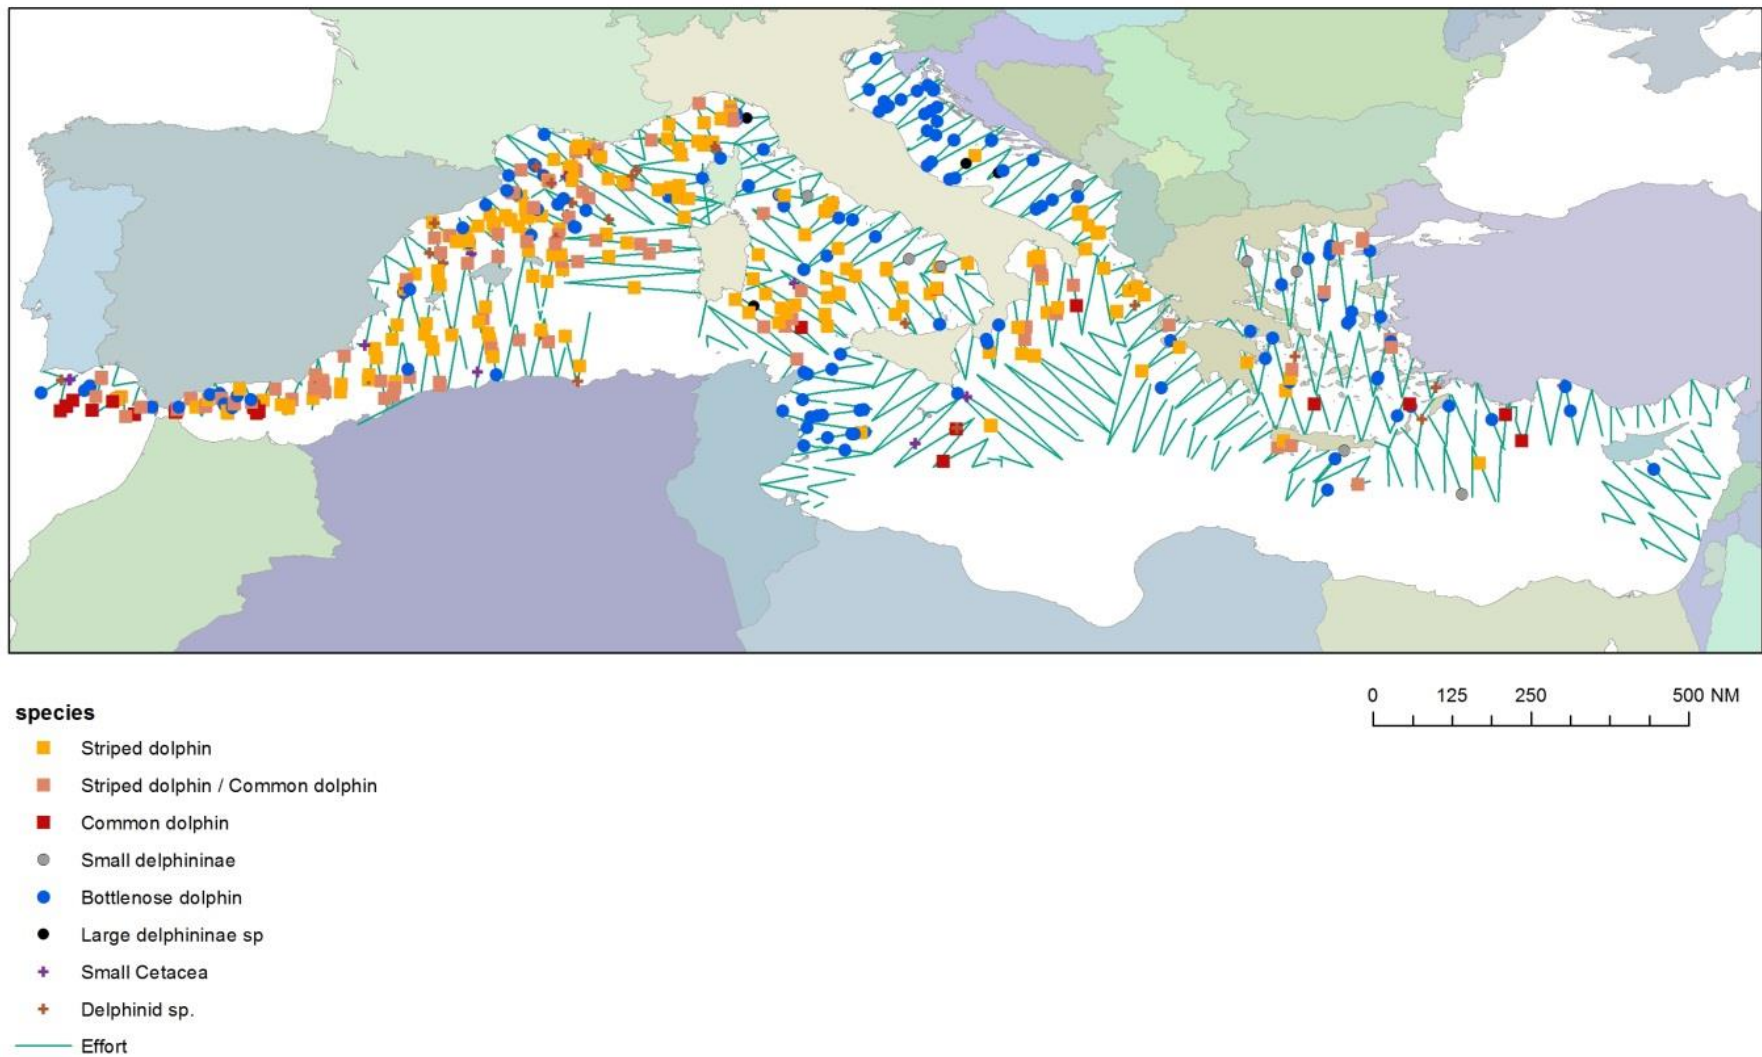 0 125 250 500 NM
species
Striped dolphin
Striped dolphin / Common dolphin
Common dolphin
Small delphininae
Bottlenose dolphin
Large delphininae sp
Small Cetacea
Delphinid sp.
Effort